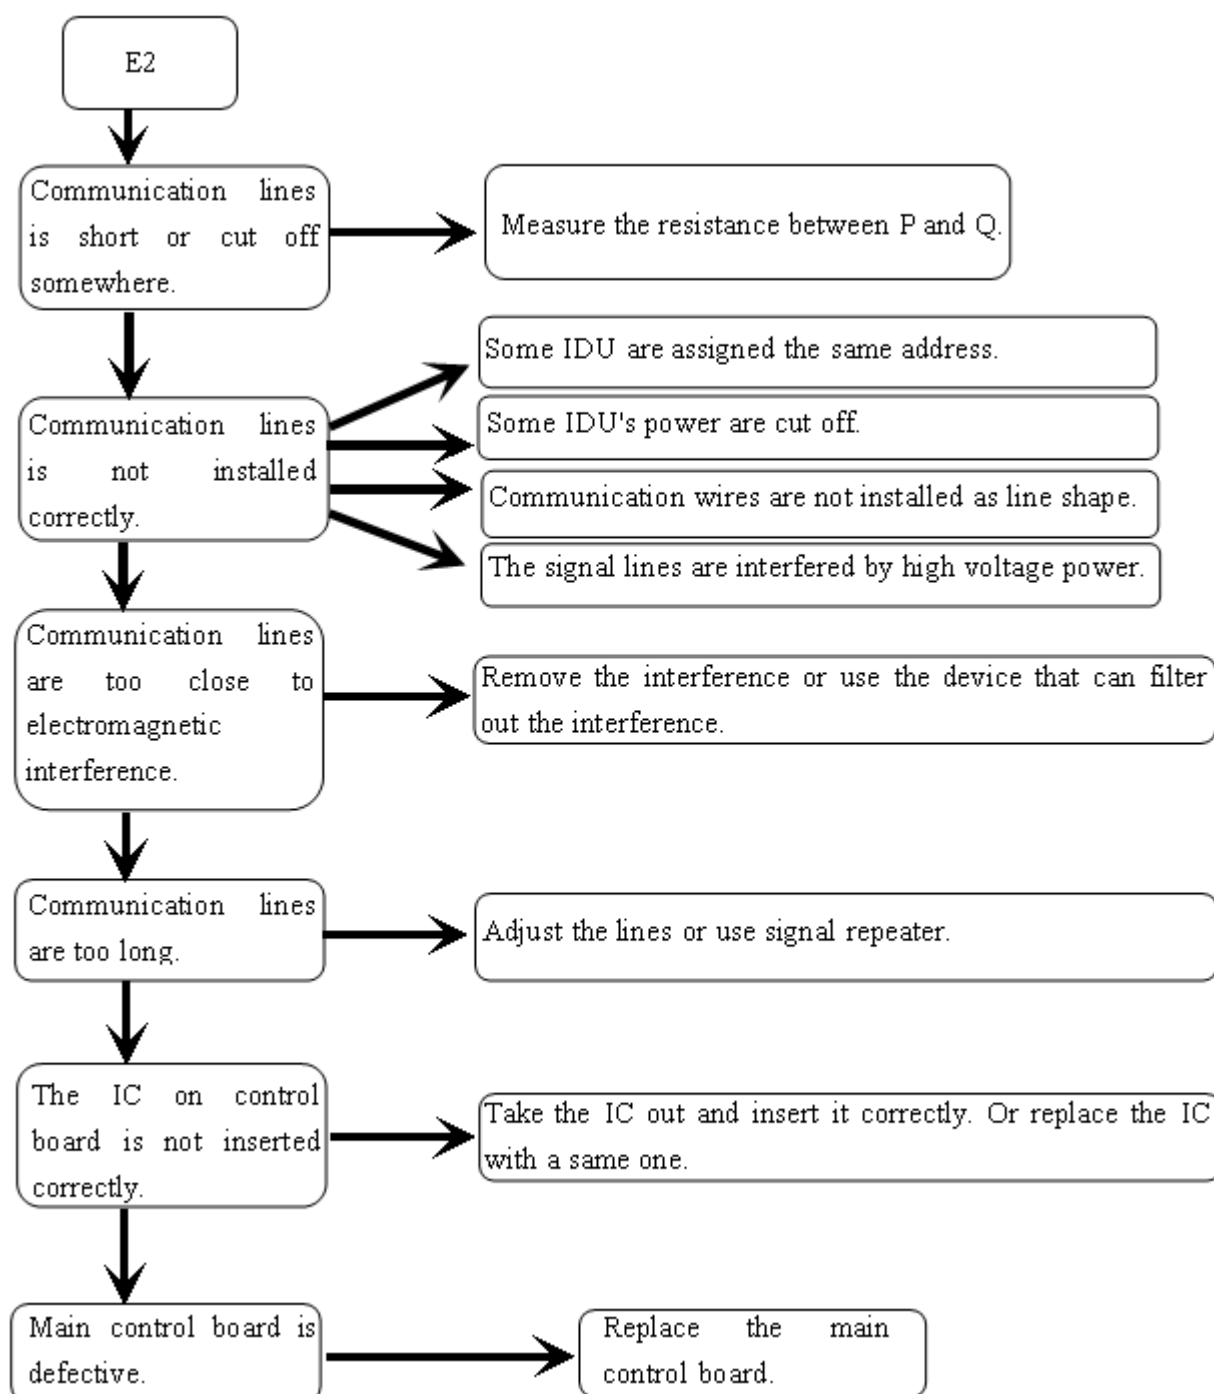 E2
Communication lines
is short or cut off
somewhere.
Measure the resistance between P and Q.
Communication lines
is not installed
correctly.
Some IDU are assigned the same address.
Some IDU's power are cut off.
Communication wires are not installed as line shape.
The signal lines are interfered by high voltage power.
Communication lines
are too close to
electromagnetic
interference.
Remove the interference or use the device that can filter
out the interference.
Communication lines
are too long.
Adjust the lines or use signal repeater.
The IC on control
board is not inserted
correctly.
Take the IC out and insert it correctly. Or replace the IC
with a same one.
Main control board is
defective.
Replace the main
control board.